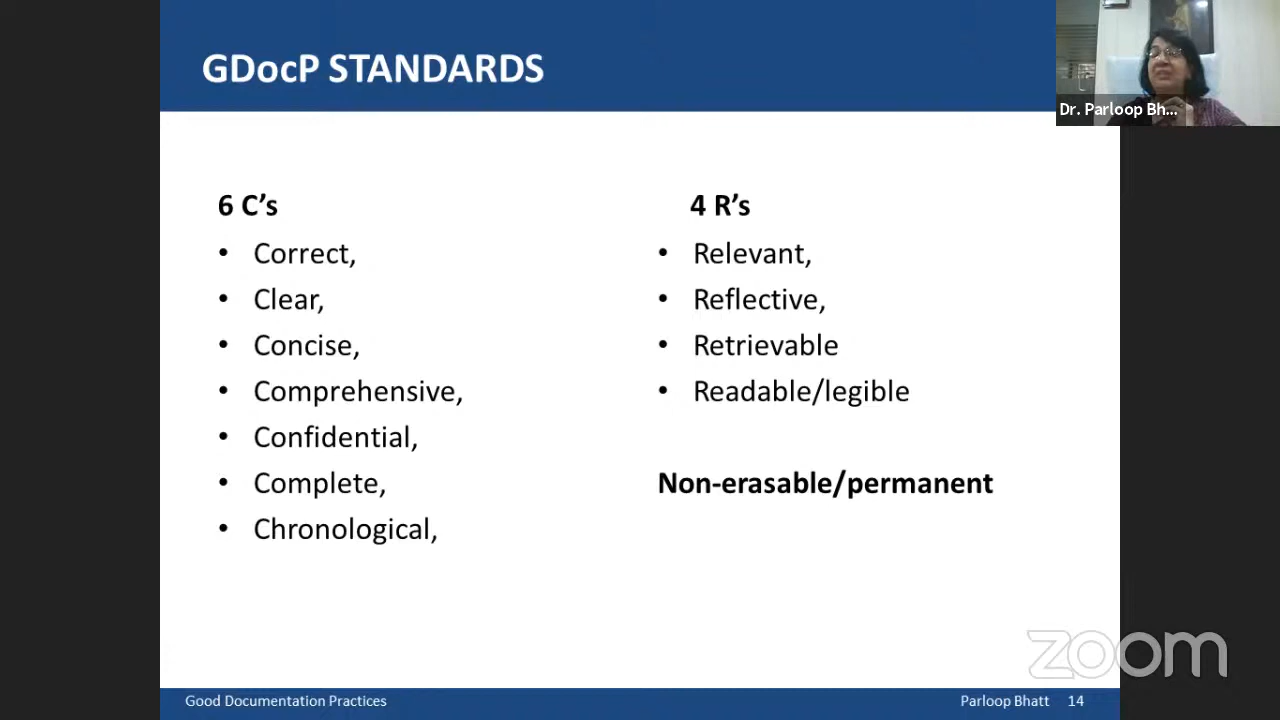 GDocP STANDARDS
Dr. Parloop Bh...
6 C’s
• Correct,
• Clear,
• Concise,
• Comprehensive,
• Confidential,
• Complete,
• Chronological,
4 R’s
• Relevant,
• Reflective,
• Retrievable
• Readable/legible
Non-erasable/permanent
zoom
Good Documentation Practices
Parloop Bhatt 14